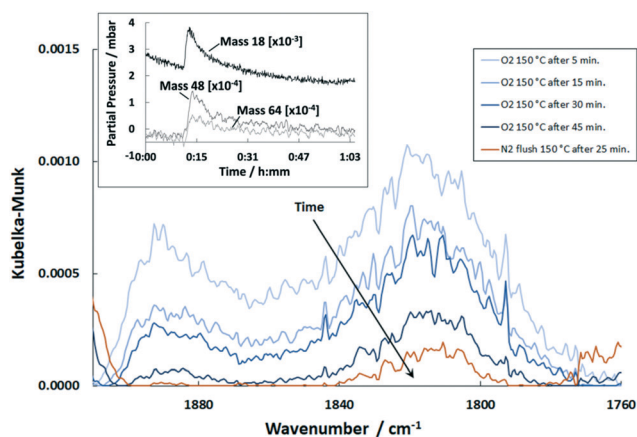 0.0015
0.0010
0.0005
0.0000
Kubelka-Munk
1880
1840
1800
1760
Wavenumber / cm⁻¹
Time
4
3
2
1
0
-1
Partial Pressure / mbar
0:00
0:15
0:31
0:47
1:03
Time / h:mm
Mass 18 [x10⁻³]
Mass 48 [x10⁻⁴]
Mass 64 [x10⁻⁴]
O2 150 °C after 5 min.
O2 150 °C after 15 min.
O2 150 °C after 30 min.
O2 150 °C after 45 min.
N2 flush 150 °C after 25 min.